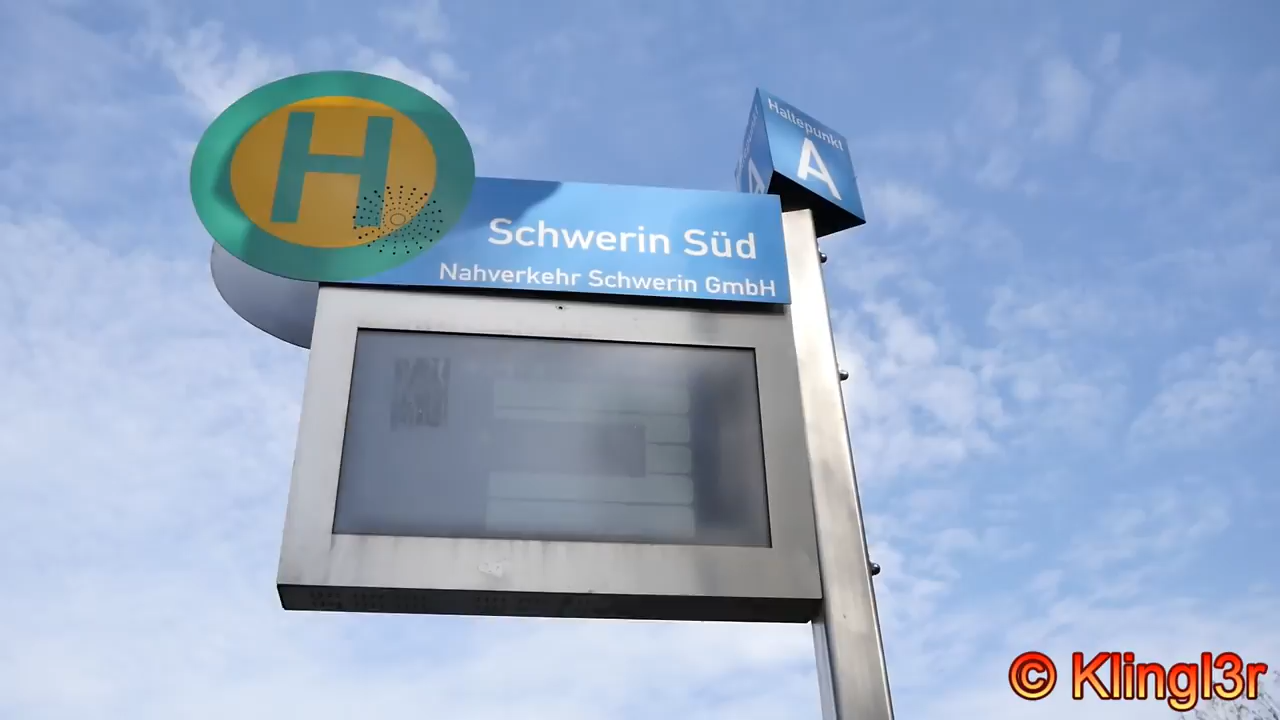 H
Haltepunkt
A
Schwerin Süd
Nahverkehr Schwerin GmbH
© Klingl3r